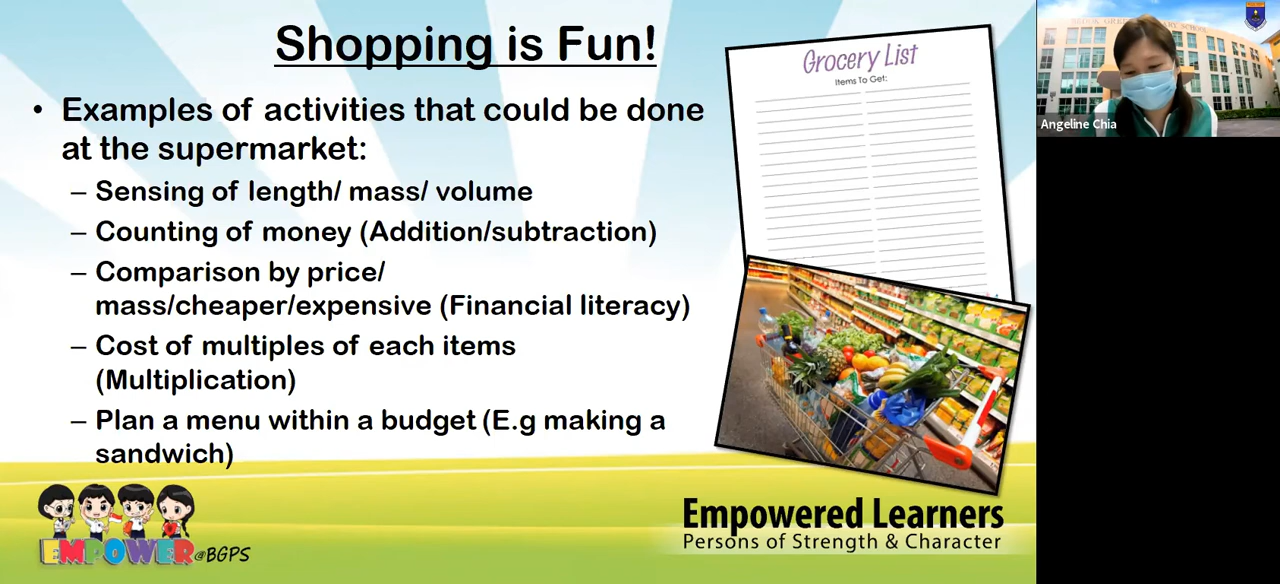 Shopping is Fun!
• Examples of activities that could be done
at the supermarket:
– Sensing of length/ mass/ volume
– Counting of money (Addition/subtraction)
– Comparison by price/
mass/cheaper/expensive (Financial literacy)
– Cost of multiples of each items
(Multiplication)
– Plan a menu within a budget (E.g making a
sandwich)
Grocery List
Items To Get:
EMPOWER@BGPS
Empowered Learners
Persons of Strength & Character
Angeline Chia